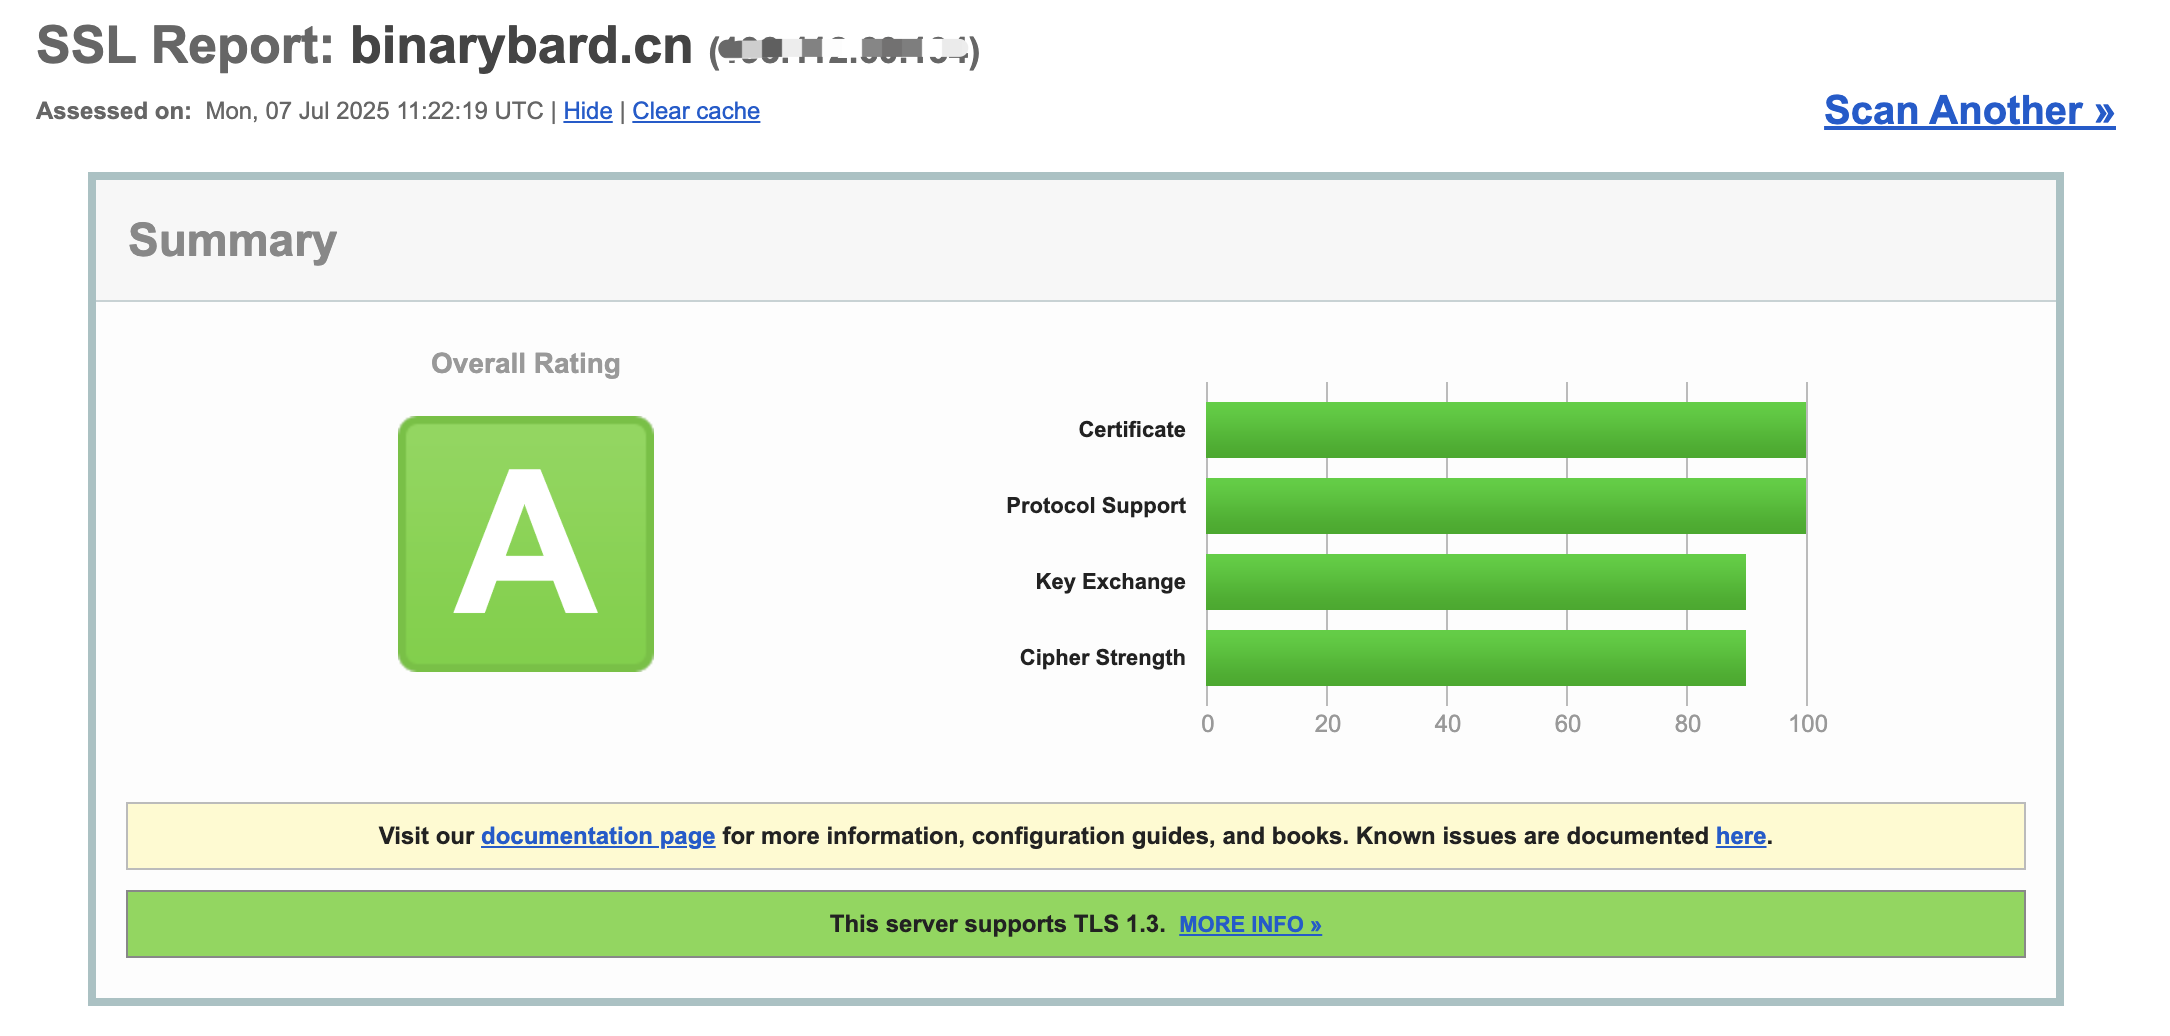 SSL Report: binarybard.cn
Assessed on: Mon, 07 Jul 2025 11:22:19 UTC | Hide | Clear cache
Scan Another »
Summary
Overall Rating
A
Certificate
Protocol Support
Key Exchange
Cipher Strength
0 20 40 60 80 100
Visit our documentation page for more information, configuration guides, and books. Known issues are documented here.
This server supports TLS 1.3. MORE INFO »